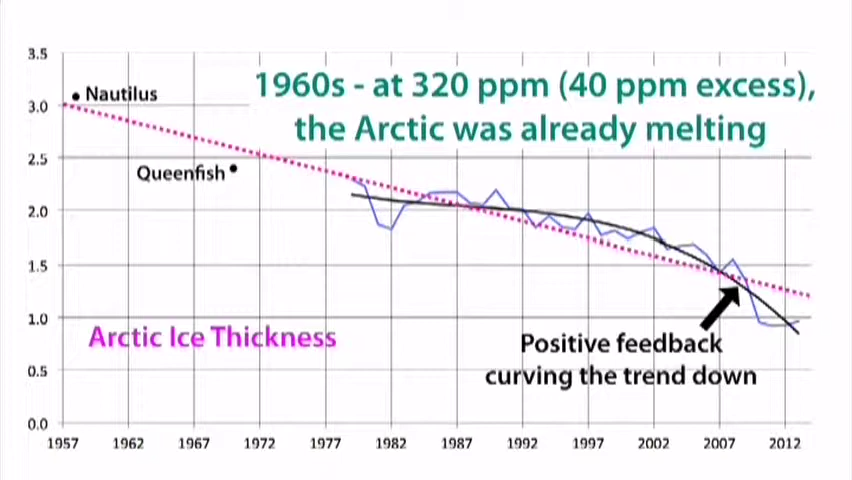 3.5
1960s - at 320 ppm (40 ppm excess),
Nautilus
3.0
the Arctic was already melting
2.5
Queenfish
2.0
1.5
1.0
Arctic Ice Thickness
Positive feedback
curving the trend down
0.5
0.0
1957 1962 1967 1972 1977 1982 1987 1992 1997 2002 2007 2012